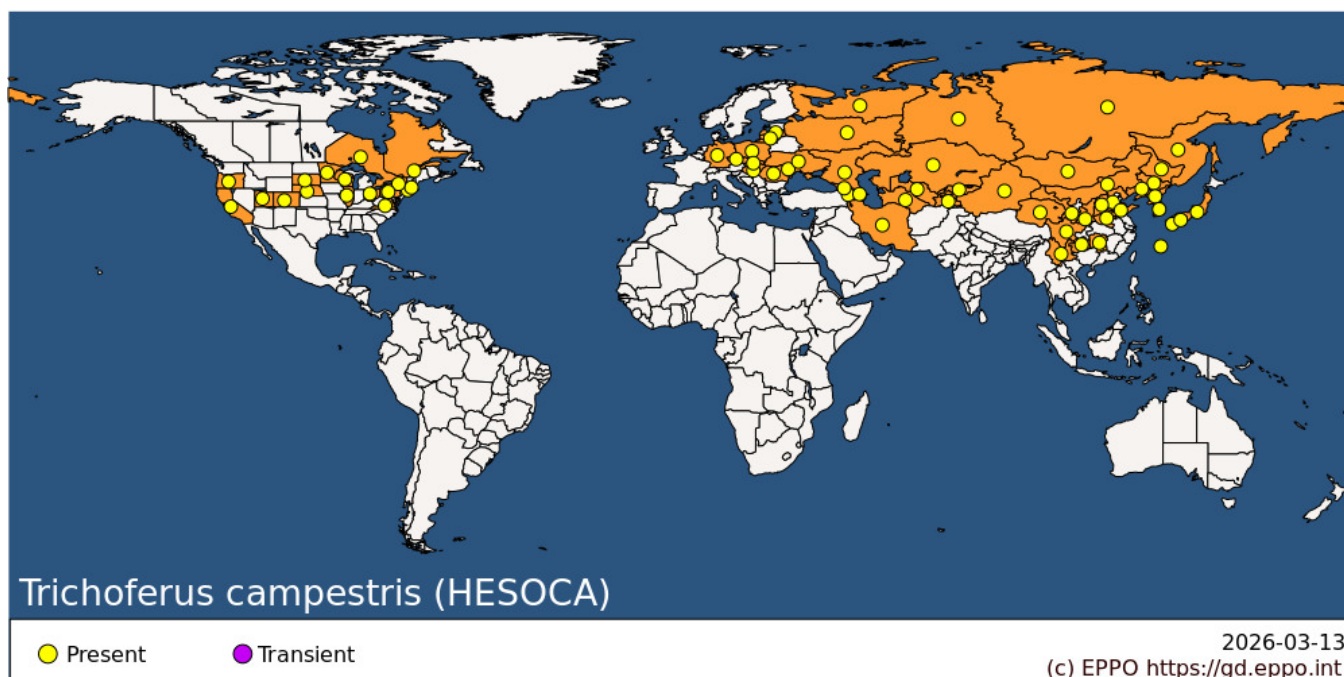 Trichoferus campestris (HESOCA)
Present
Transient
2026-03-13
(c) EPPO https://gd.eppo.int